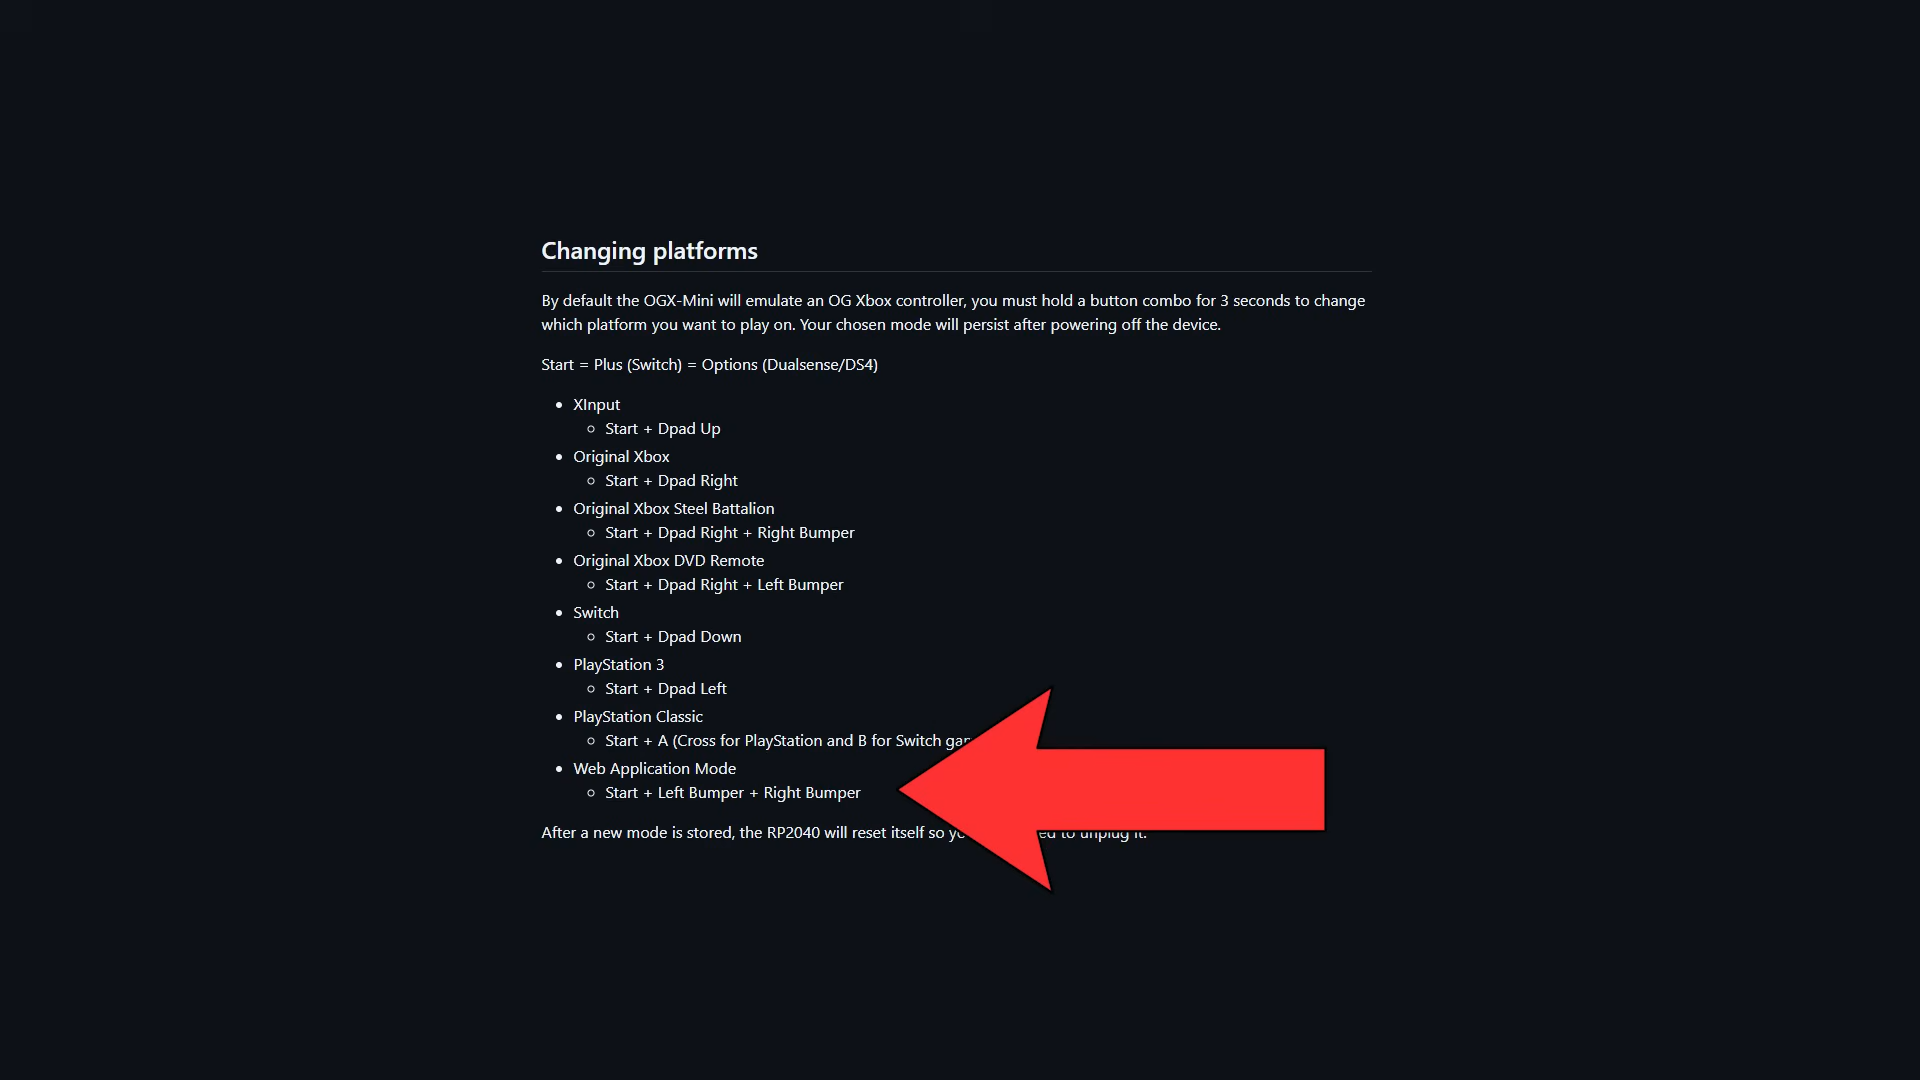 Changing platforms
By default the OGX-Mini will emulate an OG Xbox controller, you must hold a button combo for 3 seconds to change
which platform you want to play on. Your chosen mode will persist after powering off the device.
Start = Plus (Switch) = Options (Dualsense/DS4)
XInput
Start + Dpad Up
Original Xbox
Start + Dpad Right
Original Xbox Steel Battalion
Start + Dpad Right + Right Bumper
Original Xbox DVD Remote
Start + Dpad Right + Left Bumper
Switch
Start + Dpad Down
PlayStation 3
Start + Dpad Left
PlayStation Classic
Start + A (Cross for PlayStation and B for Switch
Web Application Mode
Start + Left Bumper + Right Bumper
After a new mode is stored, the RP2040 will reset itself so to unplug it.